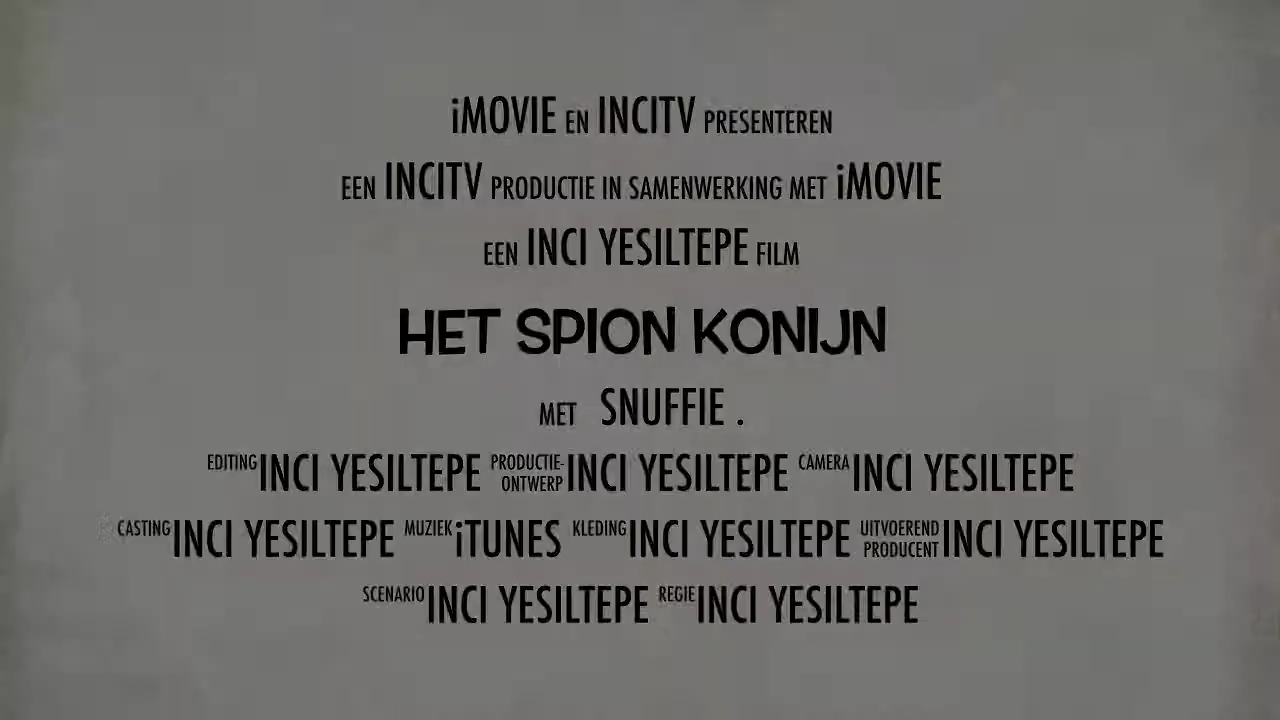 iMOVIE EN INCITV PRESENTEREN
EEN INCITV PRODUCTIE IN SAMENWERKING MET iMOVIE
EEN INCI YESILTEPE FILM
HET SPION KONIJN
MET SNUFFIE .
EDITING INCI YESILTEPE PRODUCTIE-ONTWERP INCI YESILTEPE CAMERA INCI YESILTEPE
CASTING INCI YESILTEPE MUZIEK iTUNES KLEDING INCI YESILTEPE UITVOEREND PRODUCENT INCI YESILTEPE
SCENARIO INCI YESILTEPE REGIE INCI YESILTEPE